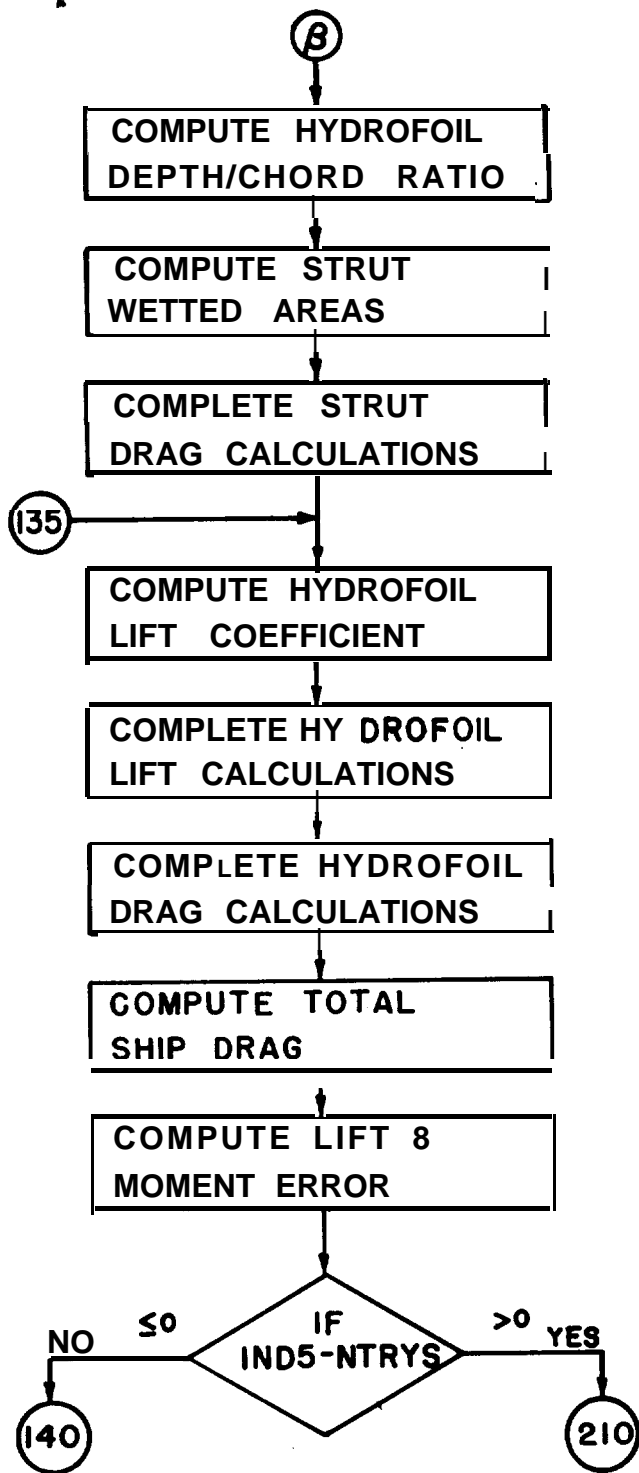 β
COMPUTE HYDROFOIL
DEPTH/CHORD RATIO
COMPUTE STRUT
WETTED AREAS
COMPLETE STRUT
DRAG CALCULATIONS
135
COMPUTE HYDROFOIL
LIFT COEFFICIENT
COMPLETE HY DROFOIL
LIFT CALCULATIONS
COMPLETE HYDROFOIL
DRAG CALCULATIONS
COMPUTE TOTAL
SHIP DRAG
COMPUTE LIFT 8
MOMENT ERROR
IF
IND5-NTRYS
NO ≤0
>0 YES
140
210